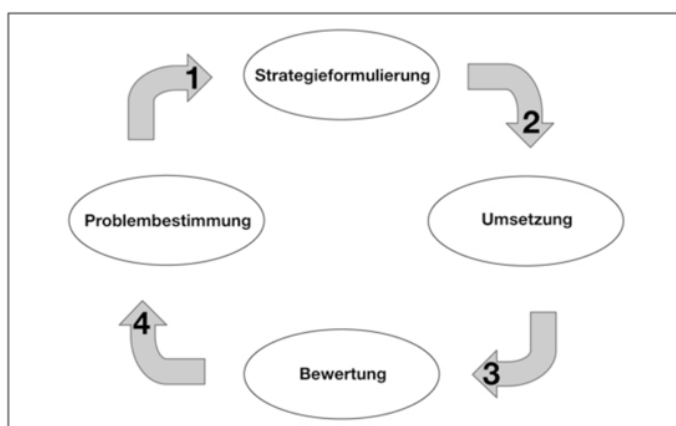 1
Strategieformulierung
2
Problembestimmung
Umsetzung
4
3
Bewertung